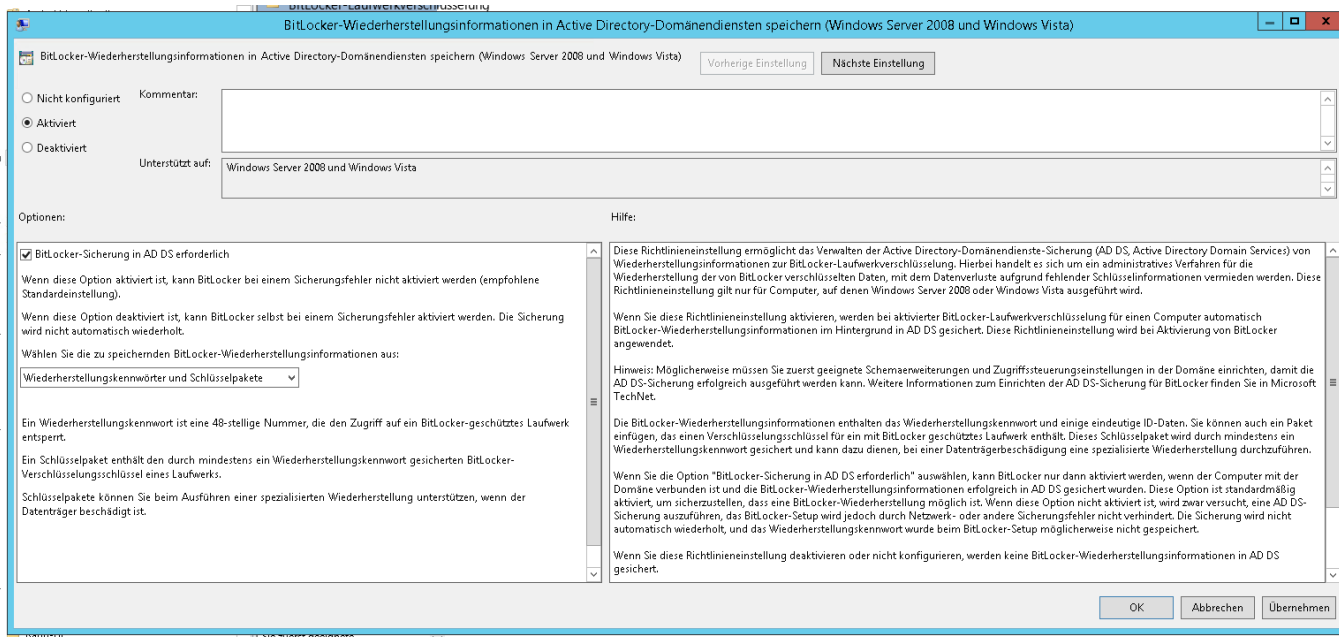 BitLocker-Laufwerkverschlüsselung
BitLocker-Wiederherstellungsinformationen in Active Directory-Domänendiensten speichern (Windows Server 2008 und Windows Vista)
BitLocker-Wiederherstellungsinformationen in Active Directory-Domänendiensten speichern (Windows Server 2008 und Windows Vista)
Vorherige Einstellung
Nächste Einstellung
Nicht konfiguriert
Kommentar:
Aktiviert
Deaktiviert
Unterstützt auf:
Windows Server 2008 und Windows Vista
Optionen:
Hilfe:
BitLocker-Sicherung in AD DS erforderlich
Wenn diese Option aktiviert ist, kann BitLocker bei einem Sicherungsfehler nicht aktiviert werden (empfohlene
Standardeinstellung).
Wenn diese Option deaktiviert ist, kann BitLocker selbst bei einem Sicherungsfehler aktiviert werden. Die Sicherung
wird nicht automatisch wiederholt.
Wählen Sie die zu speichernden BitLocker-Wiederherstellungsinformationen aus:
Wiederherstellungskennwörter und Schlüsselpakete
Ein Wiederherstellungskennwort ist eine 48-stellige Nummer, die den Zugriff auf ein BitLocker-geschütztes Laufwerk
entsperrt.
Ein Schlüsselpaket enthält den durch mindestens ein Wiederherstellungskennwort gesicherten BitLocker-
Verschlüsselungsschlüssel eines Laufwerks.
Schlüsselpakete können Sie beim Ausführen einer spezialisierten Wiederherstellung unterstützen, wenn der
Datenträger beschädigt ist.
Diese Richtlinieneinstellung ermöglicht das Verwalten der Active Directory-Domänendienste-Sicherung (AD DS, Active Directory Domain Services) von
Wiederherstellungsinformationen zur BitLocker-Laufwerkverschlüsselung. Hierbei handelt es sich um ein administratives Verfahren für die
Wiederherstellung der von BitLocker verschlüsselten Daten, mit dem Datenverluste aufgrund fehlender Schlüsselinformationen vermieden werden. Diese
Richtlinieneinstellung gilt nur für Computer, auf denen Windows Server 2008 oder Windows Vista ausgeführt wird.
Wenn Sie diese Richtlinieneinstellung aktivieren, werden bei aktivierter BitLocker-Laufwerkverschlüsselung für einen Computer automatisch
BitLocker-Wiederherstellungsinformationen im Hintergrund in AD DS gesichert. Diese Richtlinieneinstellung wird bei Aktivierung von BitLocker
angewendet.
Hinweis: Möglicherweise müssen Sie zuerst geeignete Schemaerweiterungen und Zugriffssteuerungseinstellungen in der Domäne einrichten, damit die
AD DS-Sicherung erfolgreich ausgeführt werden kann. Weitere Informationen zum Einrichten der AD DS-Sicherung für BitLocker finden Sie in Microsoft
TechNet.
Die BitLocker-Wiederherstellungsinformationen enthalten das Wiederherstellungskennwort und einige eindeutige ID-Daten. Sie können auch ein Paket
einfügen, das einen Verschlüsselungsschlüssel für ein mit BitLocker geschütztes Laufwerk enthält. Dieses Schlüsselpaket wird durch mindestens ein
Wiederherstellungskennwort gesichert und kann dazu dienen, bei einer Datenträgerbeschädigung eine spezialisierte Wiederherstellung durchzuführen.
Wenn Sie die Option "BitLocker-Sicherung in AD DS erforderlich" auswählen, kann BitLocker nur dann aktiviert werden, wenn der Computer mit der
Domäne verbunden ist und die BitLocker-Wiederherstellungsinformationen erfolgreich in AD DS gesichert wurden. Diese Option ist standardmäßig
aktiviert, um sicherzustellen, dass eine BitLocker-Wiederherstellung möglich ist. Wenn diese Option nicht aktiviert ist, wird zwar versucht, eine AD DS-
Sicherung auszuführen, das BitLocker-Setup wird jedoch durch Netzwerk- oder andere Sicherungsfehler nicht verhindert. Die Sicherung wird nicht
automatisch wiederholt, und das Wiederherstellungskennwort wurde beim BitLocker-Setup möglicherweise nicht gespeichert.
Wenn Sie diese Richtlinieneinstellung deaktivieren oder nicht konfigurieren, werden keine BitLocker-Wiederherstellungsinformationen in AD DS
gesichert.
OK
Abbrechen
Übernehmen